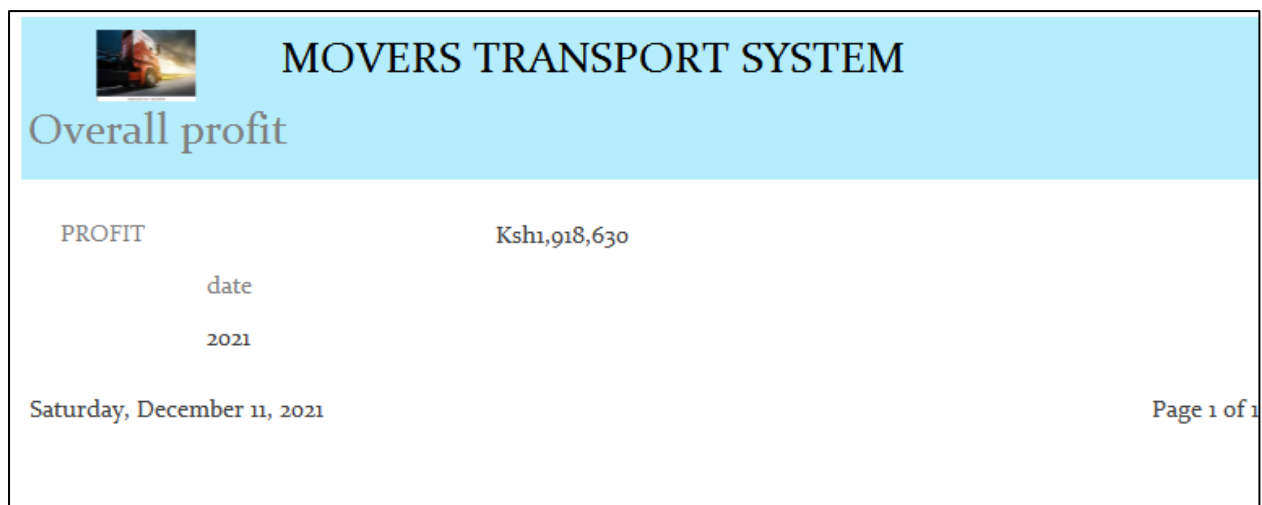 MOVERS TRANSPORT SYSTEM
Overall profit
PROFIT Ksh1,918,630
date
2021
Saturday, December 11, 2021 Page 1 of 1